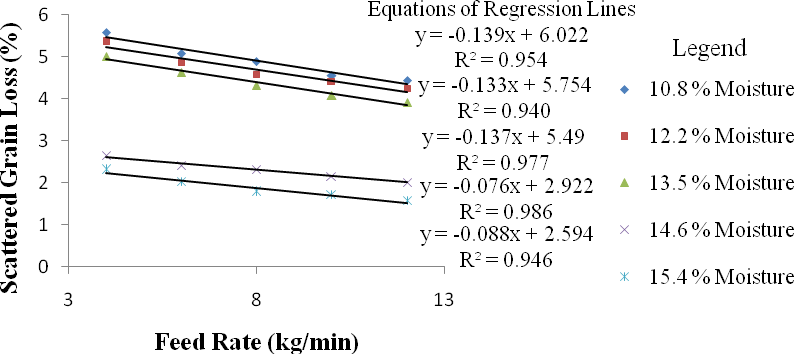 Equations of Regression Lines
y = -0.139x + 6.022
R² = 0.954
y = -0.133x + 5.754
R² = 0.940
y = -0.137x + 5.49
R² = 0.977
y = -0.076x + 2.922
R² = 0.986
y = -0.088x + 2.594
R² = 0.946
Legend
10.8 % Moisture
12.2 % Moisture
13.5 % Moisture
14.6 % Moisture
15.4 % Moisture
Scattered Grain Loss (%)
6
5
4
3
2
1
0
3
8
13
Feed Rate (kg/min)